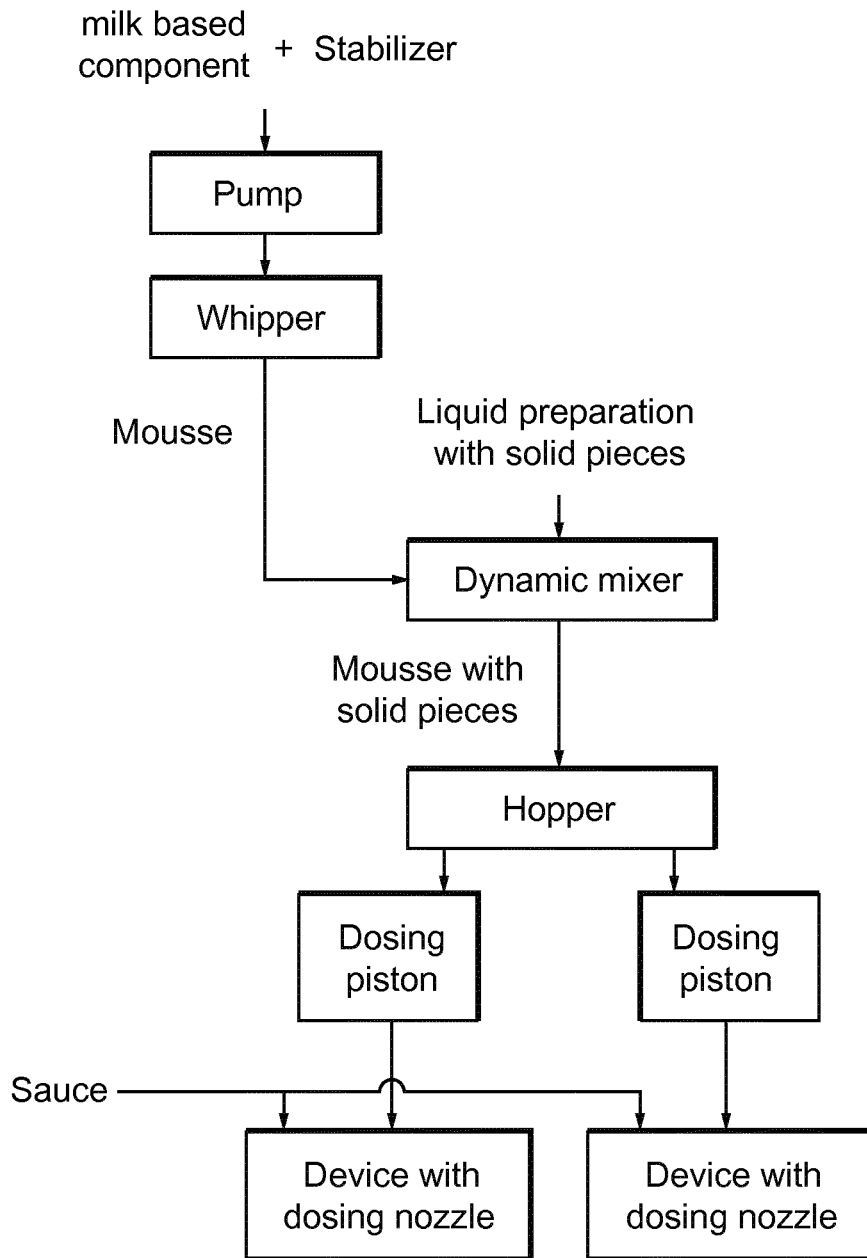 milk based
component + Stabilizer
Pump
Whipper
Mousse
Liquid preparation
with solid pieces
Dynamic mixer
Mousse with
solid pieces
Hopper
Dosing
piston
Dosing
piston
Sauce
Device with
dosing nozzle
Device with
dosing nozzle